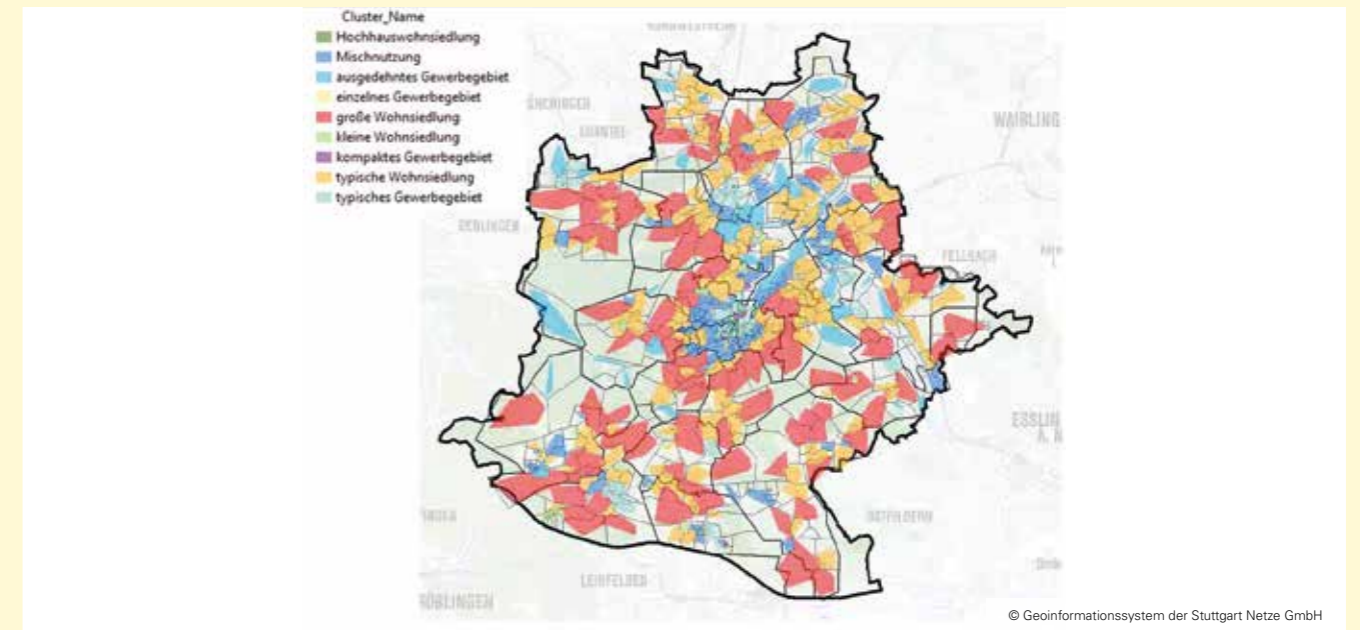 Cluster_Name
Hochhauswohnsiedlung
Mischnutzung
ausgedehntes Gewerbegebiet
einzelnes Gewerbegebiet
große Wohnsiedlung
kleine Wohnsiedlung
kompaktes Gewerbegebiet
typische Wohnsiedlung
typisches Gewerbegebiet
WAIBLING
FELLBACH
ESSLIN
OSTFILDERN
LEINFELDEN
© Geoinformationssystem der Stuttgart Netze GmbH